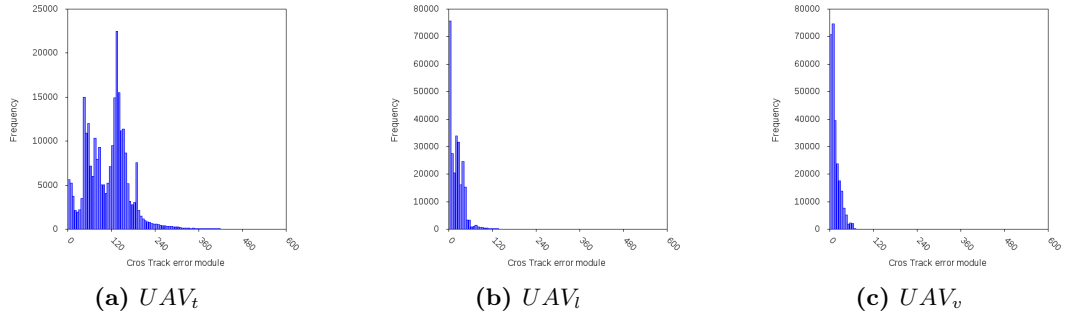 25000
20000
15000
10000
5000
0
Frequency
0 120 240 360 480 600
Cros Track error module
(a) UAVt
80000
70000
60000
50000
40000
30000
20000
10000
0
Frequency
0 120 240 360 480 600
Cros Track error module
(b) UAVl
80000
70000
60000
50000
40000
30000
20000
10000
0
Frequency
0 120 240 360 480 600
Cros Track error module
(c) UAVv